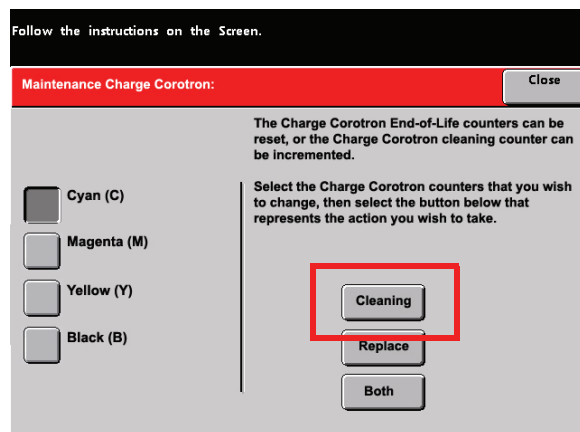 Follow the instructions on the Screen.
Maintenance Charge Corotron:
Close
The Charge Corotron End-of-Life counters can be
reset, or the Charge Corotron cleaning counter can
be incremented.
Select the Charge Corotron counters that you wish
to change, then select the button below that
represents the action you wish to take.
Cyan (C)
Magenta (M)
Yellow (Y)
Black (B)
Cleaning
Replace
Both